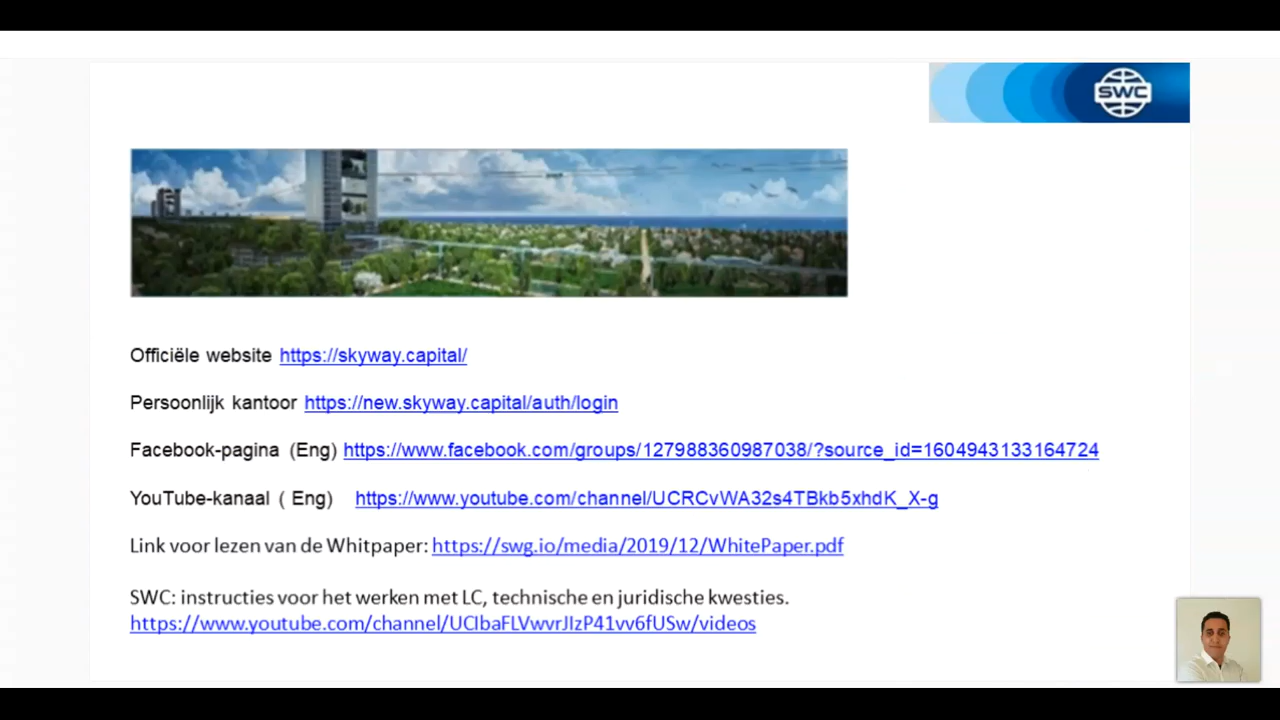 SWC
Officiële website https://skyway.capital/
Persoonlijk kantoor https://new.skyway.capital/auth/login
Facebook-pagina (Eng) https://www.facebook.com/groups/127988360987038/?source_id=1604943133164724
YouTube-kanaal ( Eng) https://www.youtube.com/channel/UCRCvWA32s4TBkb5xhdK_X-g
Link voor lezen van de Whitpaper: https://swg.io/media/2019/12/WhitePaper.pdf
SWC: instructies voor het werken met LC, technische en juridische kwesties.
https://www.youtube.com/channel/UCIbaFLVwvrJIzP41vv6fUSw/videos